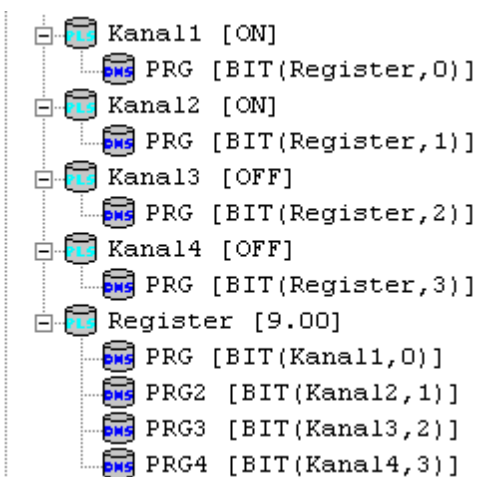 Kanal1 [ON]
PRG [BIT(Register,0)]
Kanal2 [ON]
PRG [BIT(Register,1)]
Kanal3 [OFF]
PRG [BIT(Register,2)]
Kanal4 [OFF]
PRG [BIT(Register,3)]
Register [9.00]
PRG [BIT(Kanal1,0)]
PRG2 [BIT(Kanal2,1)]
PRG3 [BIT(Kanal3,2)]
PRG4 [BIT(Kanal4,3)]